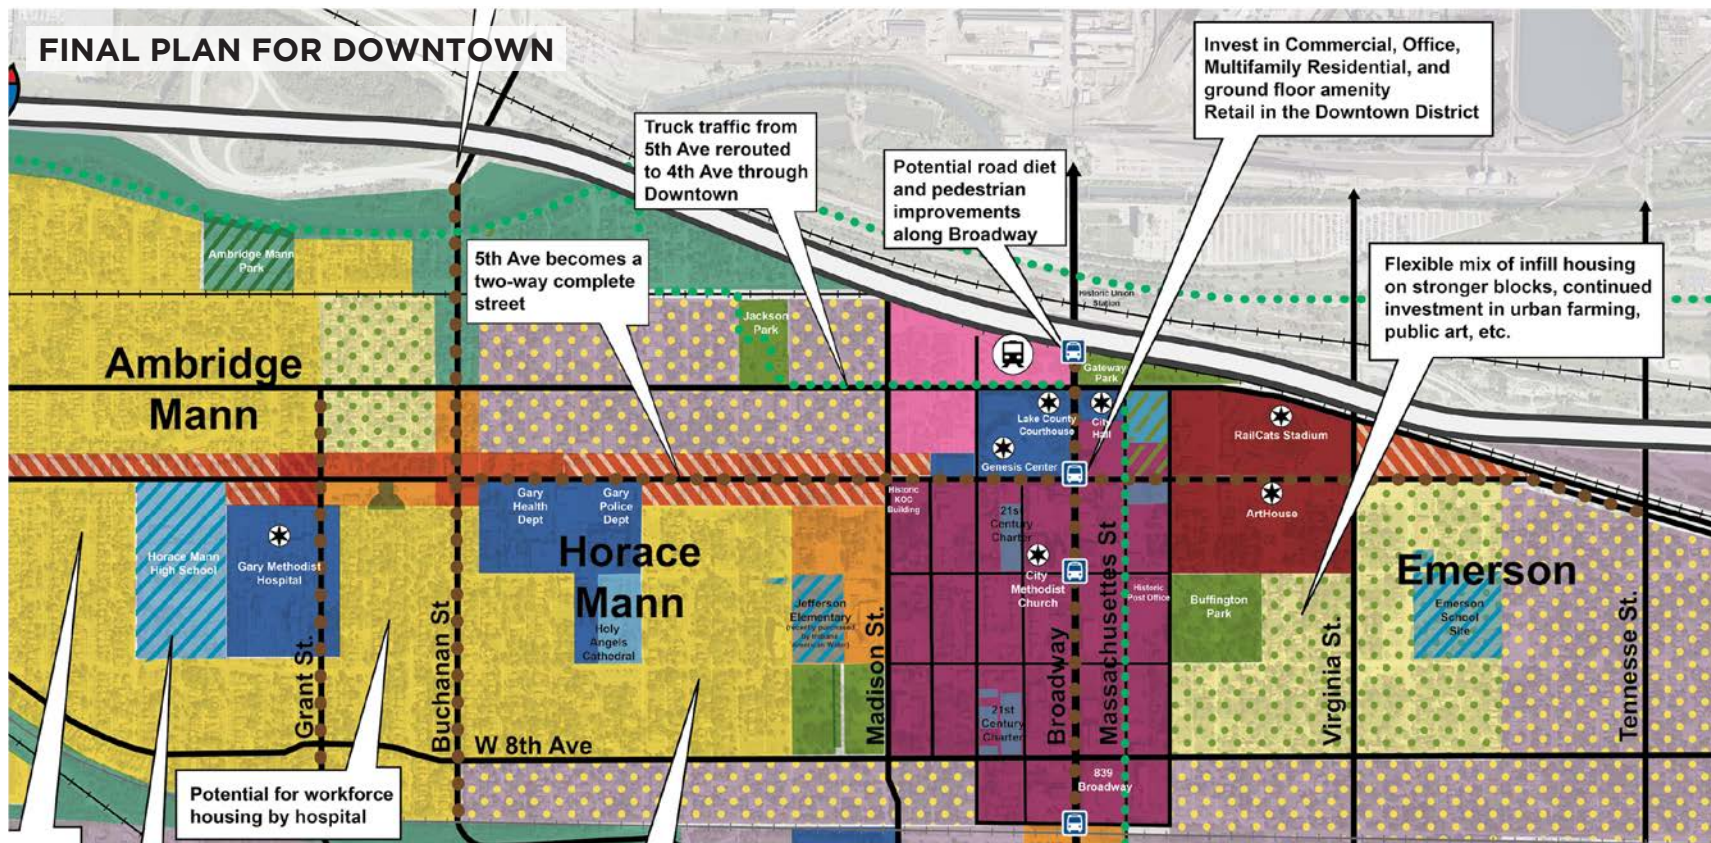 FINAL PLAN FOR DOWNTOWN
Invest in Commercial, Office,
Multifamily Residential, and
ground floor amenity
Retail in the Downtown District
Truck traffic from
5th Ave rerouted
to 4th Ave through
Downtown
Potential road diet
and pedestrian
improvements
along Broadway
5th Ave becomes a
two-way complete
street
Flexible mix of infill housing
on stronger blocks, continued
investment in urban farming,
public art, etc.
Ambridge Mann
Park
Historic Union
Station
Jackson
Park
Gateway
Park
Ambridge
Mann
Lake County
Courthouse
City
Hall
RailCats Stadium
Genesis Center
Historic
KOC
Building
Gary
Health
Dept
Gary
Police
Dept
21st
Century
Charter
ArtHouse
Horace Mann
High School
Gary Methodist
Hospital
Horace
Mann
City
Methodist
Church
Emerson
Jefferson
Elementary
(recently purchased
by Indiana
American Water)
Historic
Post Office
Buffington
Park
Emerson
School
Site
Holy
Angels
Cathedral
Grant St.
Buchanan St
Madison St.
Broadway
Massachusetts St
Virginia St.
Tennesse St.
21st
Century
Charter
W 8th Ave
839
Broadway
Potential for workforce
housing by hospital